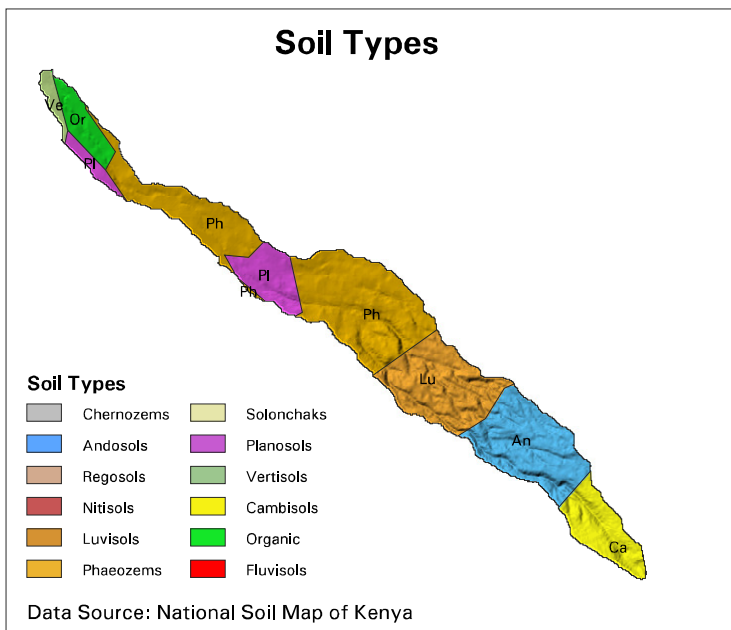 Soil Types
Ve
Or
Pl
Ph
Pl
Ph
Ph
Lu
An
Ca
Soil Types
Chernozems
Solonchaks
Andosols
Planosols
Regosols
Vertisols
Nitisols
Cambisols
Luvisols
Organic
Phaeozems
Fluvisols
Data Source: National Soil Map of Kenya